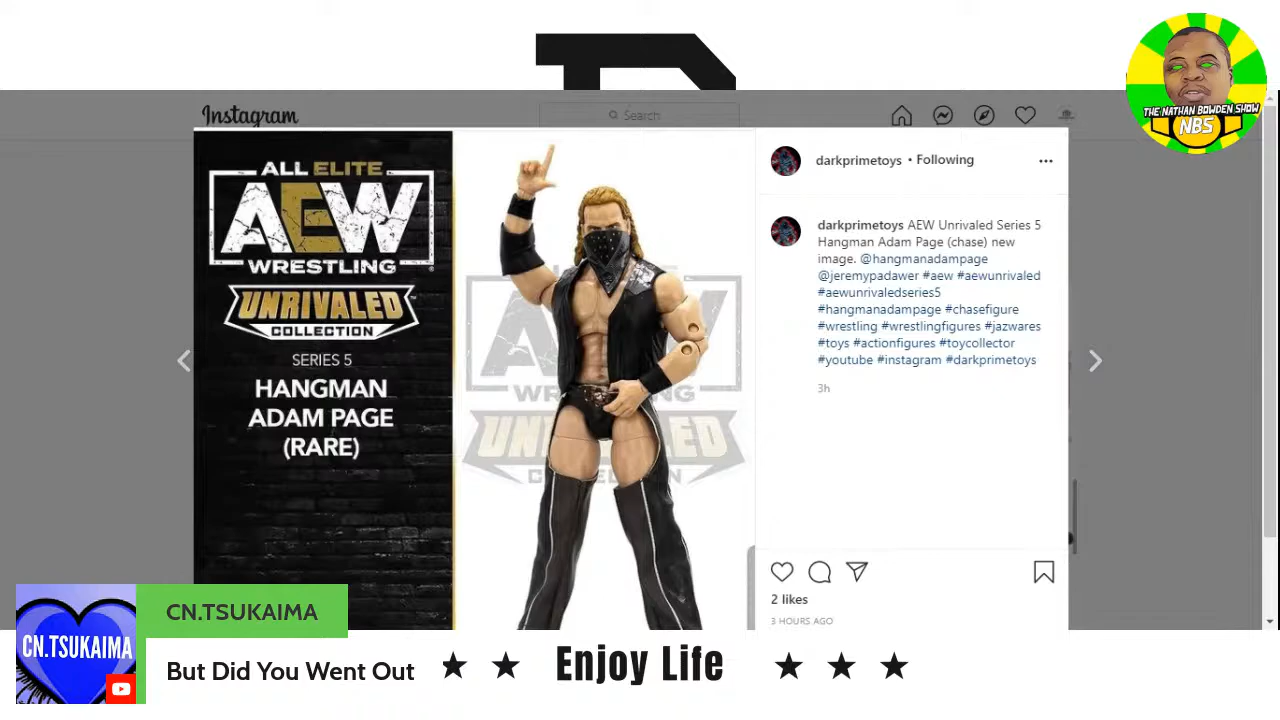 THE NATHAN BOWDEN SHOW
NBS
Instagram
Search
ALL ELITE
AEW
WRESTLING
UNRIVALED
COLLECTION
SERIES 5
HANGMAN
ADAM PAGE
(RARE)
darkprimetoys • Following
darkprimetoys AEW Unrivaled Series 5
Hangman Adam Page (chase) new
image. @hangmanadampage
@jeremypadawer #aew #aewunrivaled
#aewunrivaledseries5
#hangmanadampage #chasefigure
#wrestling #wrestlingfigures #jazwares
#toys #actionfigures #toycollector
#youtube #instagram #darkprimetoys
3h
2 likes
3 HOURS AGO
CN.TSUKAIMA
CN.TSUKAIMA
But Did You Went Out
Enjoy Life